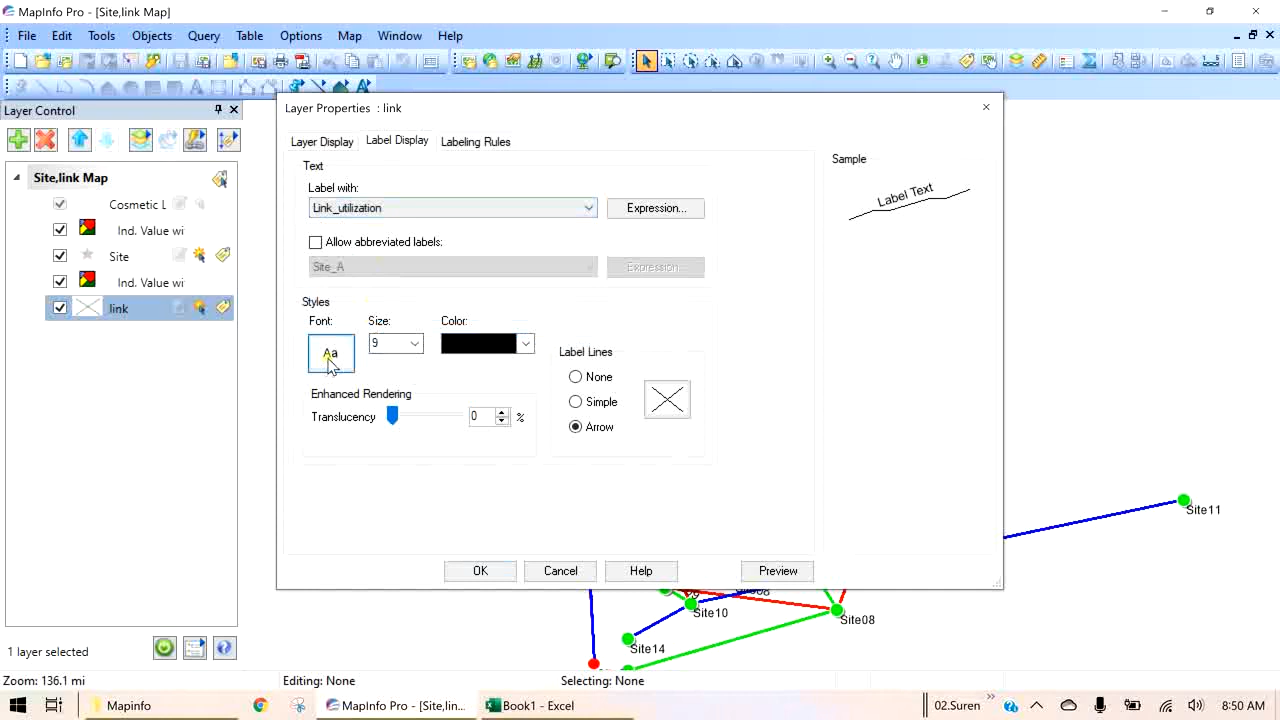 MapInfo Pro - [Site,link Map]
File Edit Tools Objects Query Table Options Map Window Help
Layer Control
Site,link Map
Cosmetic L
Ind. Value wi
Site
Ind. Value wi
link
1 layer selected
Layer Properties : link
Layer Display Label Display Labeling Rules
Text
Label with:
Link_utilization Expression...
Allow abbreviated labels:
Site_A Expression...
Styles
Font: Size: Color:
Aa 9
Enhanced Rendering
Translucency 0 %
Label Lines
None
Simple
Arrow
Sample
Label Text
OK Cancel Help Preview
Site11
Site10
Site08
Site14
Zoom: 136.1 mi Editing: None Selecting: None
Mapinfo MapInfo Pro - [Site,lin... Book1 - Excel 02.Suren 8:50 AM